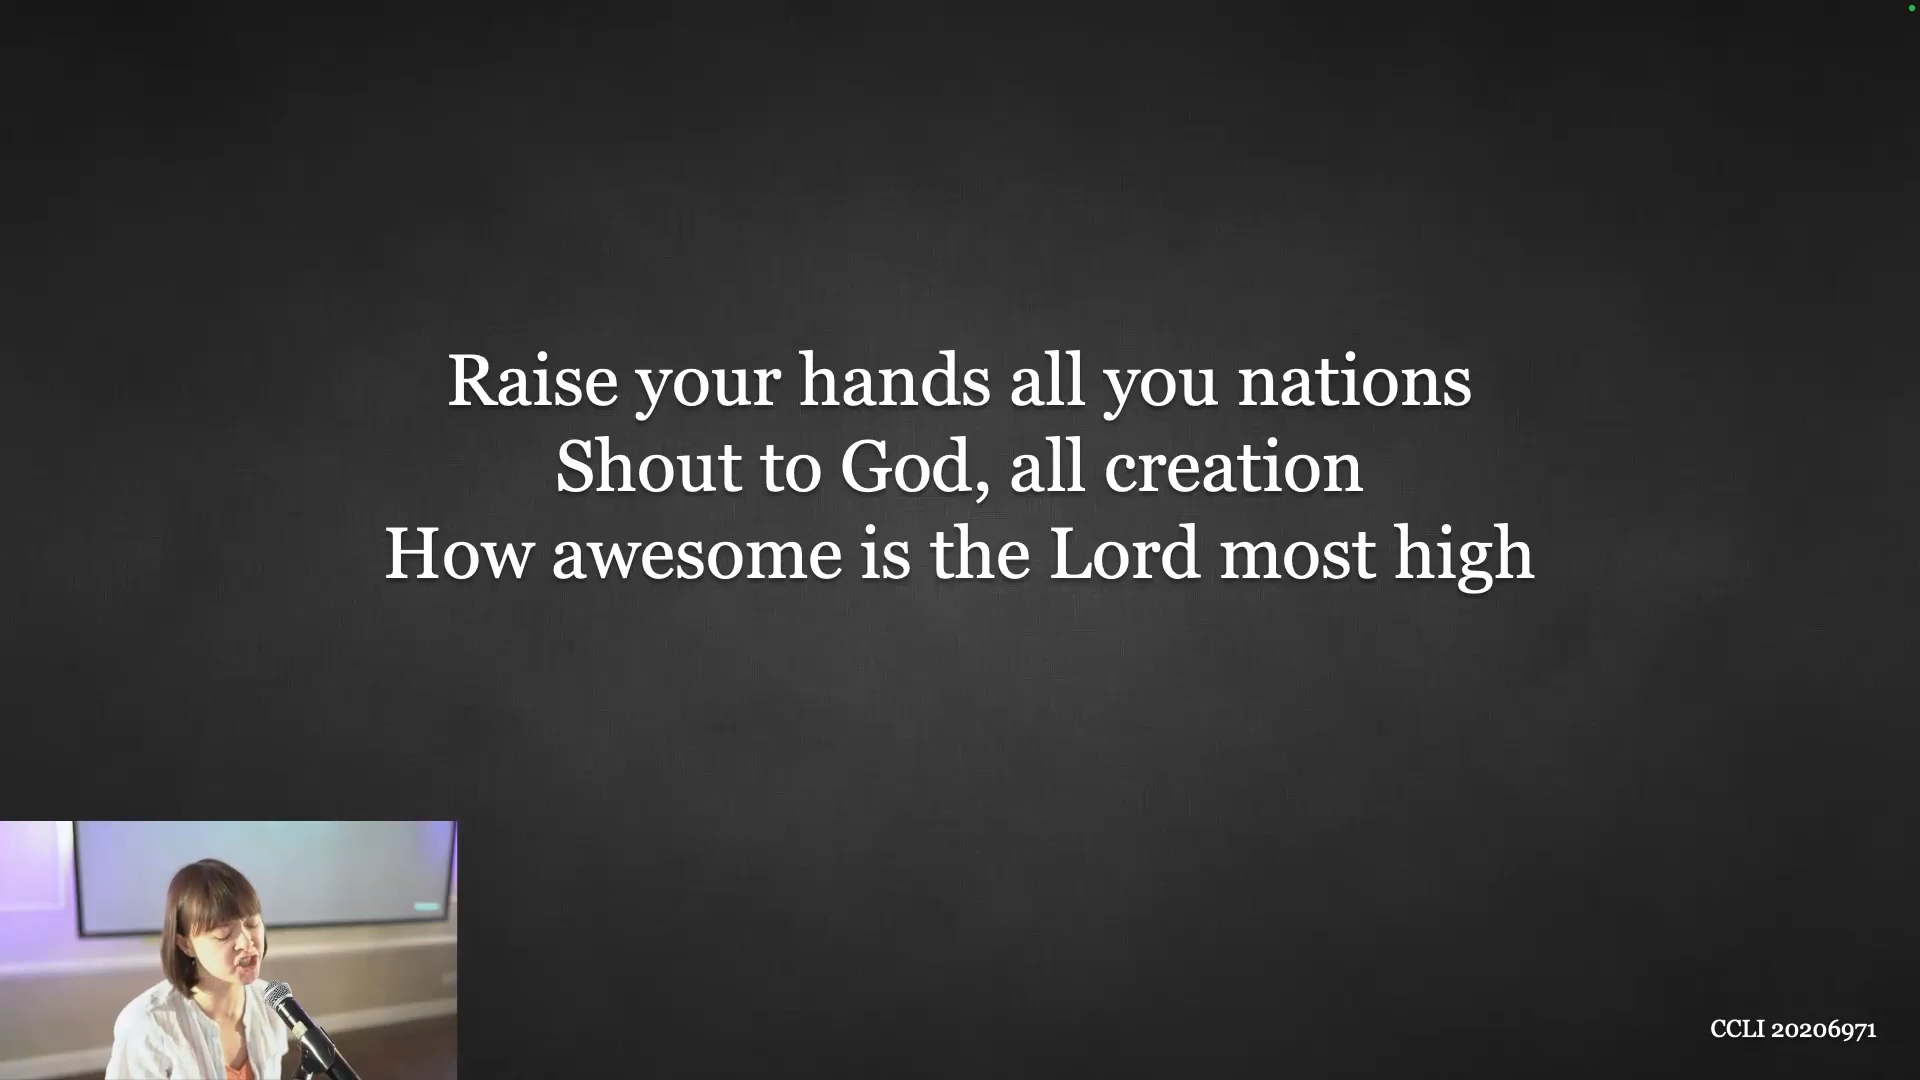 Raise your hands all you nations
Shout to God, all creation
How awesome is the Lord most high
CCLI 20206971